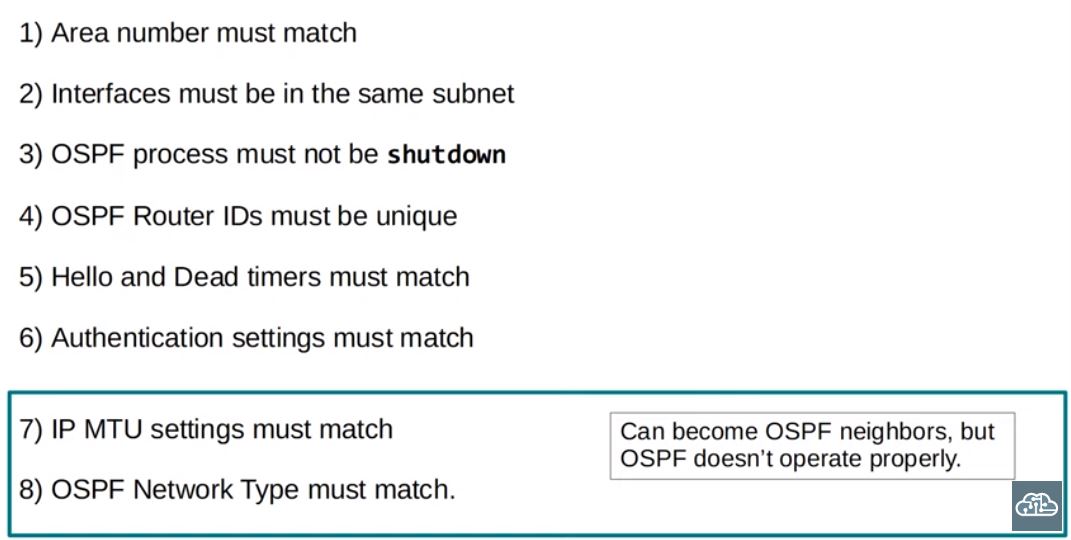 1) Area number must match
2) Interfaces must be in the same subnet
3) OSPF process must not be shutdown
4) OSPF Router IDs must be unique
5) Hello and Dead timers must match
6) Authentication settings must match
7) IP MTU settings must match
8) OSPF Network Type must match.
Can become OSPF neighbors, but
OSPF doesn't operate properly.